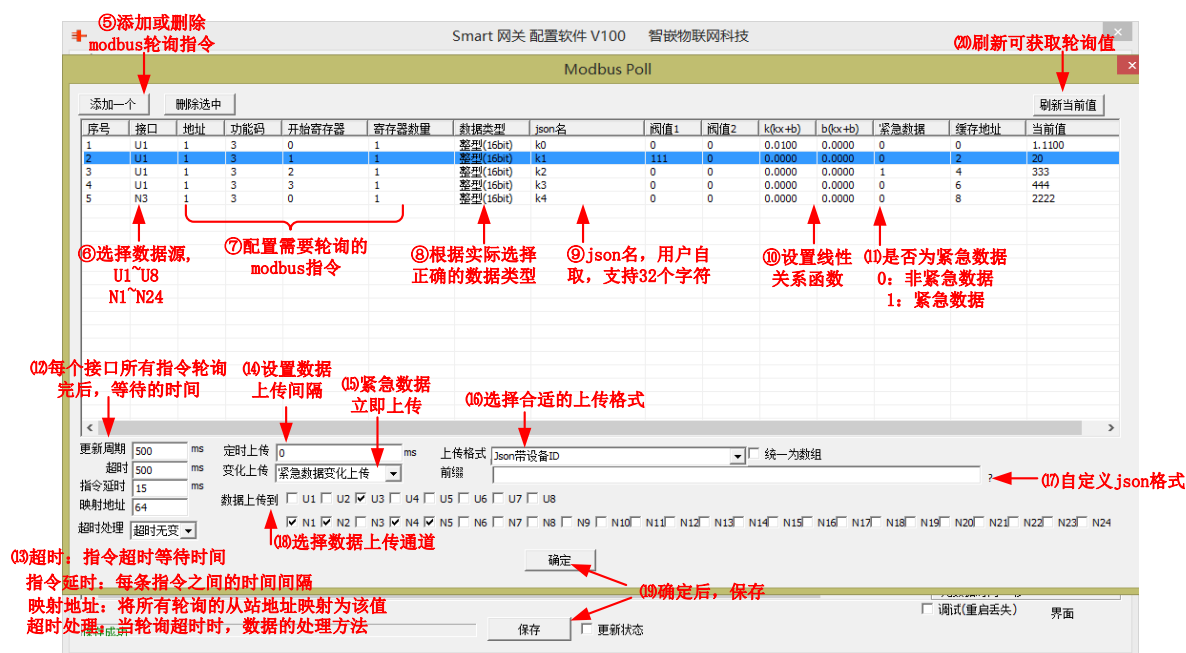 ⑤添加或删除
modbus轮询指令
Smart 网关 配置软件 V100 智嵌物联网科技
⒇刷新可获取轮询值
Modbus Poll
添加一个 删除选中 刷新当前值
序号 接口 地址 功能码 开始寄存器 寄存器数量 数据类型 json名 阀值1 阀值2 k(kx+b) b(kx+b) 紧急数据 缓存地址 当前值
1 U1 1 3 0 1 整型(16bit) k0 0 0 0.0100 0.0000 0 0 1.1100
2 U1 1 3 1 1 整型(16bit) k1 111 0 0.0000 0.0000 0 2 20
3 U1 1 3 2 1 整型(16bit) k2 0 0 0.0000 0.0000 1 4 333
4 U1 1 3 3 1 整型(16bit) k3 0 0 0.0000 0.0000 0 6 444
5 N3 1 3 0 1 整型(16bit) k4 0 0 0.0000 0.0000 0 8 2222
⑥选择数据源,
U1~U8
N1~N24
⑦配置需要轮询的
modbus指令
⑧根据实际选择
正确的数据类型
⑨json名，用户自
取，支持32个字符
⑩设置线性
关系函数
⑾是否为紧急数据
0：非紧急数据
1：紧急数据
⑿每个接口所有指令轮询
完后，等待的时间
⒁设置数据
上传间隔
⒂紧急数据
立即上传
⒃选择合适的上传格式
更新周期 500 ms 定时上传 0 ms 上传格式 Json带设备ID 统一为数组
超时 500 ms 变化上传 紧急数据变化上传 前缀 ?
⒄自定义json格式
指令延时 15 ms
映射地址 64
数据上传到 U1 U2 U3 U4 U5 U6 U7 U8
超时处理 超时无变
N1 N2 N3 N4 N5 N6 N7 N8 N9 N10 N11 N12 N13 N14 N15 N16 N17 N18 N19 N20 N21 N22 N23 N24
⒅选择数据上传通道
⒀超时：指令超时等待时间
确定
指令延时：每条指令之间的时间间隔
⒆确定后，保存
映射地址：将所有轮询的从站地址映射为该值
超时处理：当轮询超时时，数据的处理方法
调试(重启丢失) 界面
保存 更新状态